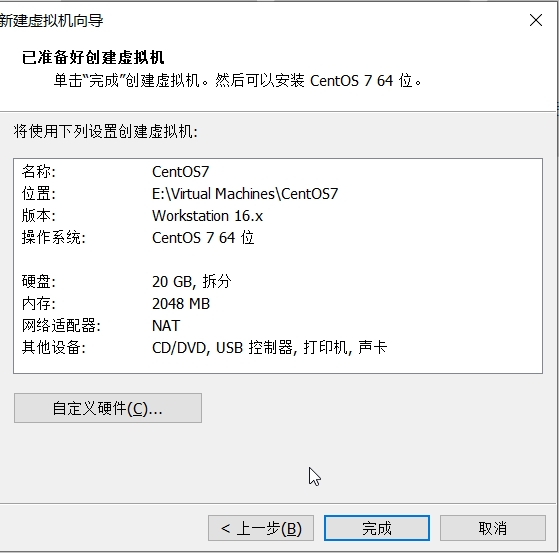 新建虚拟机向导
已准备好创建虚拟机
单击“完成”创建虚拟机。然后可以安装 CentOS 7 64 位。
将使用下列设置创建虚拟机:
名称: CentOS7
位置: E:\Virtual Machines\CentOS7
版本: Workstation 16.x
操作系统: CentOS 7 64 位
硬盘: 20 GB, 拆分
内存: 2048 MB
网络适配器: NAT
其他设备: CD/DVD, USB 控制器, 打印机, 声卡
自定义硬件(C)...
< 上一步(B) 完成 取消